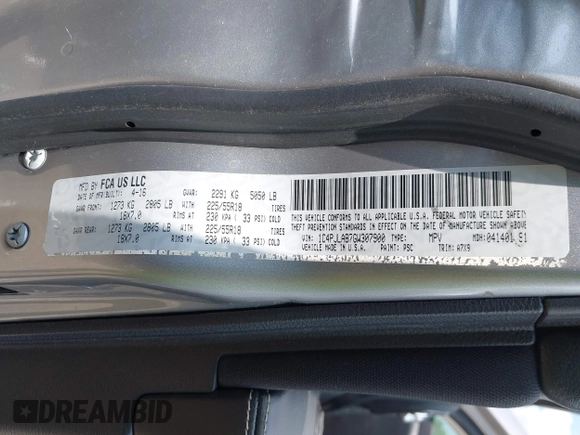 MFD BY FCA US LLC
DATE OF MFR(BUILT): 4-16 GVWR: 2291 KG 5050 LB
GAWR FRONT: 1273 KG 2805 LB WITH 225/55R18 TIRES
18X7.0 RIMS AT 230 KPA ( 33 PSI) COLD
GAWR REAR: 1273 KG 2805 LB WITH 225/55R18 TIRES
18X7.0 RIMS AT 230 KPA ( 33 PSI) COLD
THIS VEHICLE CONFORMS TO ALL APPLICABLE U.S.A. FEDERAL MOTOR VEHICLE SAFETY
THEFT PREVENTION STANDARDS IN EFFECT ON THE DATE OF MANUFACTURE SHOWN ABOVE
VIN: 1C4PJLAB7GW307900 TYPE: MPV MDH: 041401
PAINT: PSC TRIM: A7X9
DREAMBID